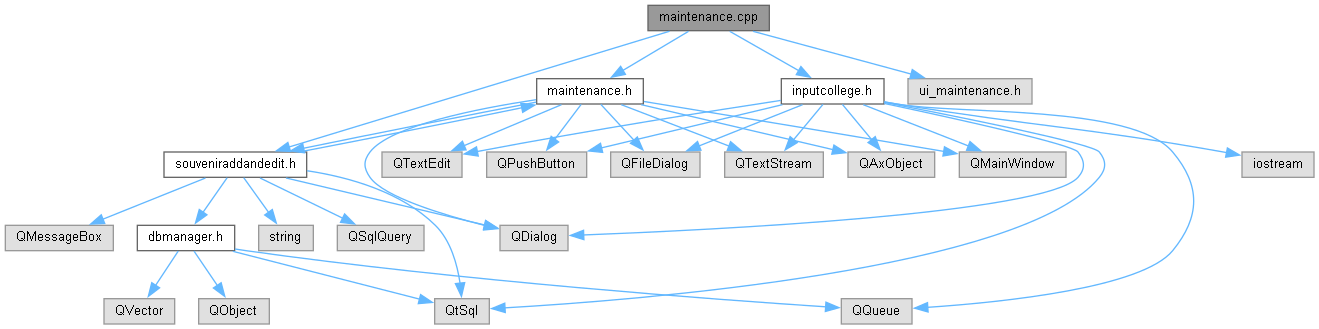 maintenance.cpp
maintenance.h
inputcollege.h
ui_maintenance.h
souveniraddandedit.h
QTextEdit
QPushButton
QFileDialog
QTextStream
QAxObject
QMainWindow
iostream
QMessageBox
dbmanager.h
string
QSqlQuery
QDialog
QVector
QObject
QtSql
QQueue